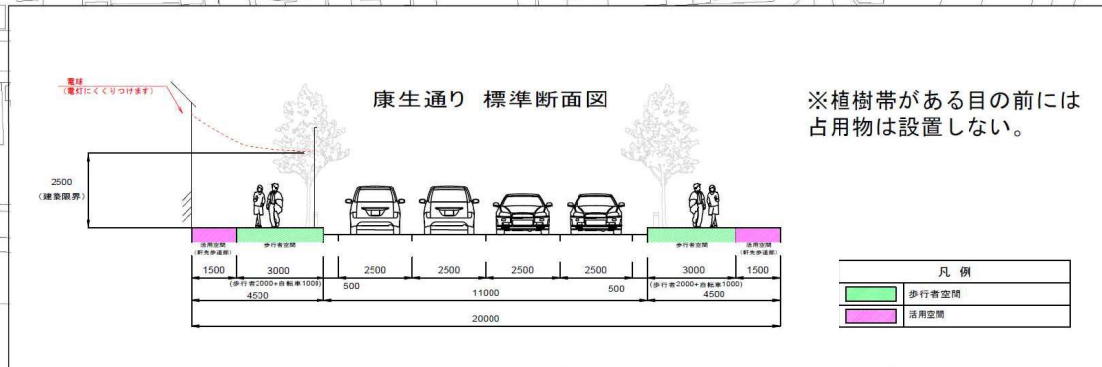 電球
(電灯にくくりつけます)
康生通り 標準断面図
※植樹帯がある目の前には
占用物は設置しない。
2500
(建築限界)
活用空間
(軒先歩道部)
歩行者空間
歩行者空間
活用空間
(軒先歩道部)
1500
3000
2500
2500
2500
2500
3000
1500
(歩行者2000+自転車1000)
500
500
(歩行者2000+自転車1000)
4500
11000
4500
20000
凡 例
歩行者空間
活用空間